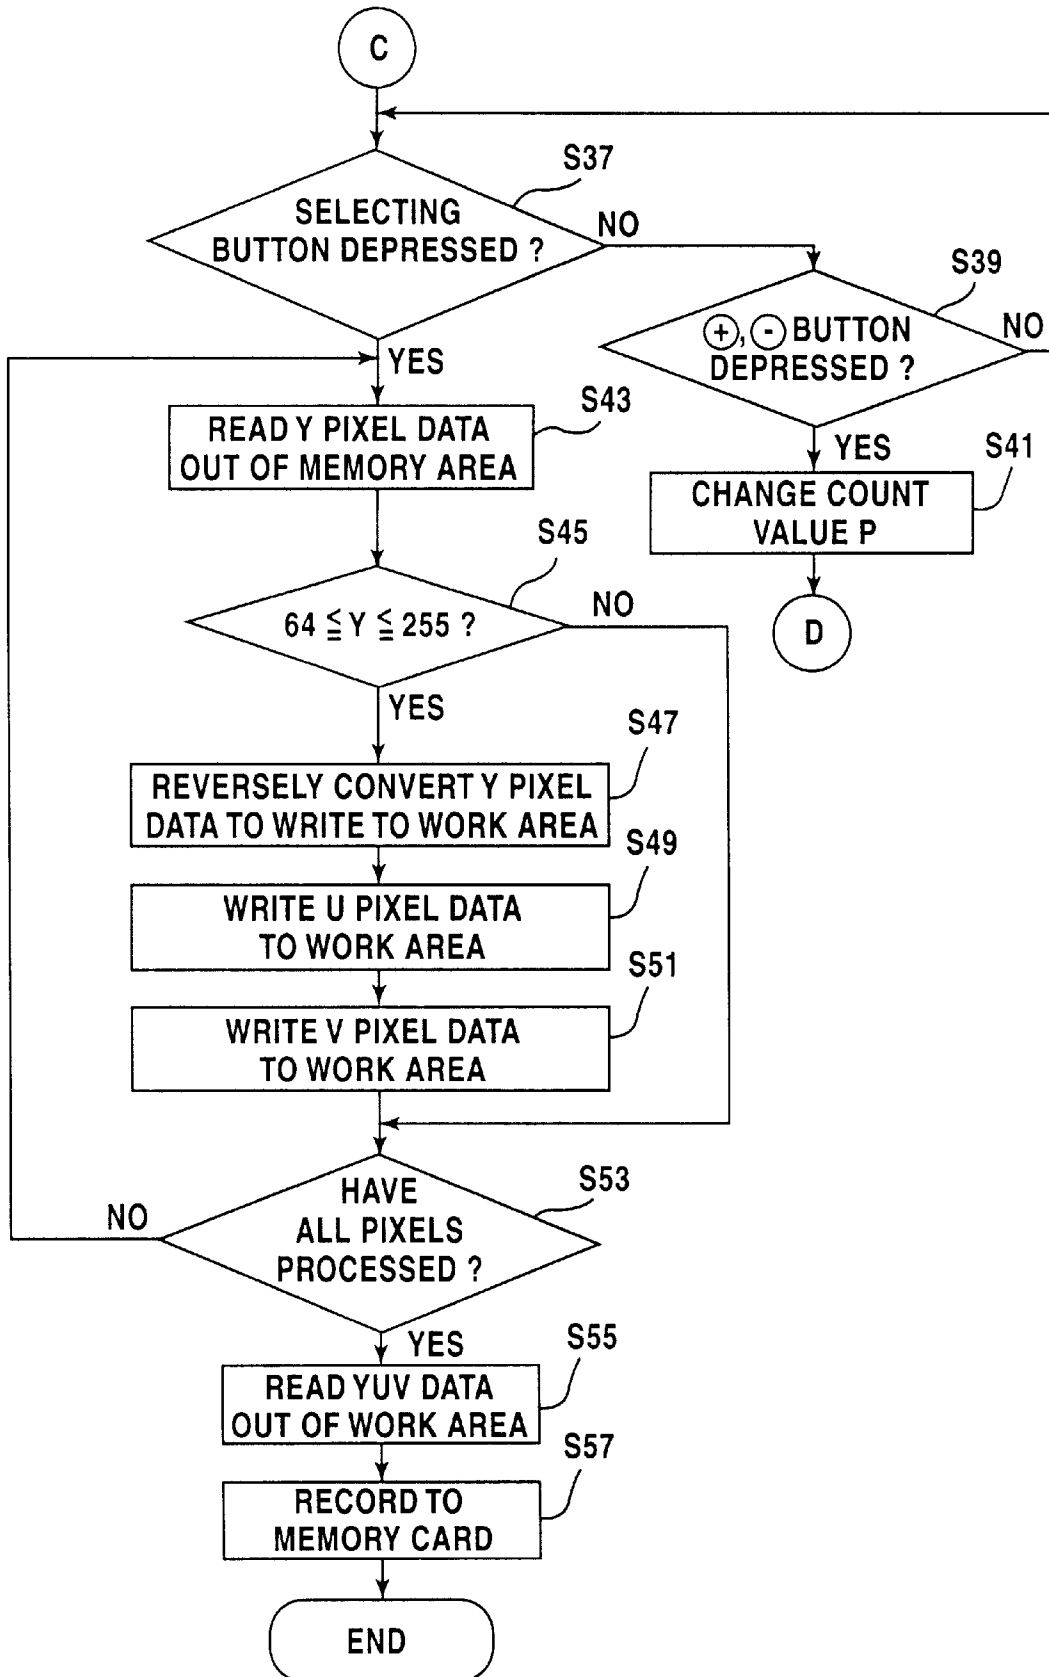 C
S37
SELECTING
BUTTON DEPRESSED ?
NO
S39
⊕, ⊖ BUTTON
DEPRESSED ?
NO
YES
YES
S43
READ Y PIXEL DATA
OUT OF MEMORY AREA
S41
CHANGE COUNT
VALUE P
D
S45
64 ≦ Y ≦ 255 ?
NO
YES
S47
REVERSELY CONVERT Y PIXEL
DATA TO WRITE TO WORK AREA
S49
WRITE U PIXEL DATA
TO WORK AREA
S51
WRITE V PIXEL DATA
TO WORK AREA
S53
HAVE
ALL PIXELS
PROCESSED ?
NO
YES
S55
READ YUV DATA
OUT OF WORK AREA
S57
RECORD TO
MEMORY CARD
END